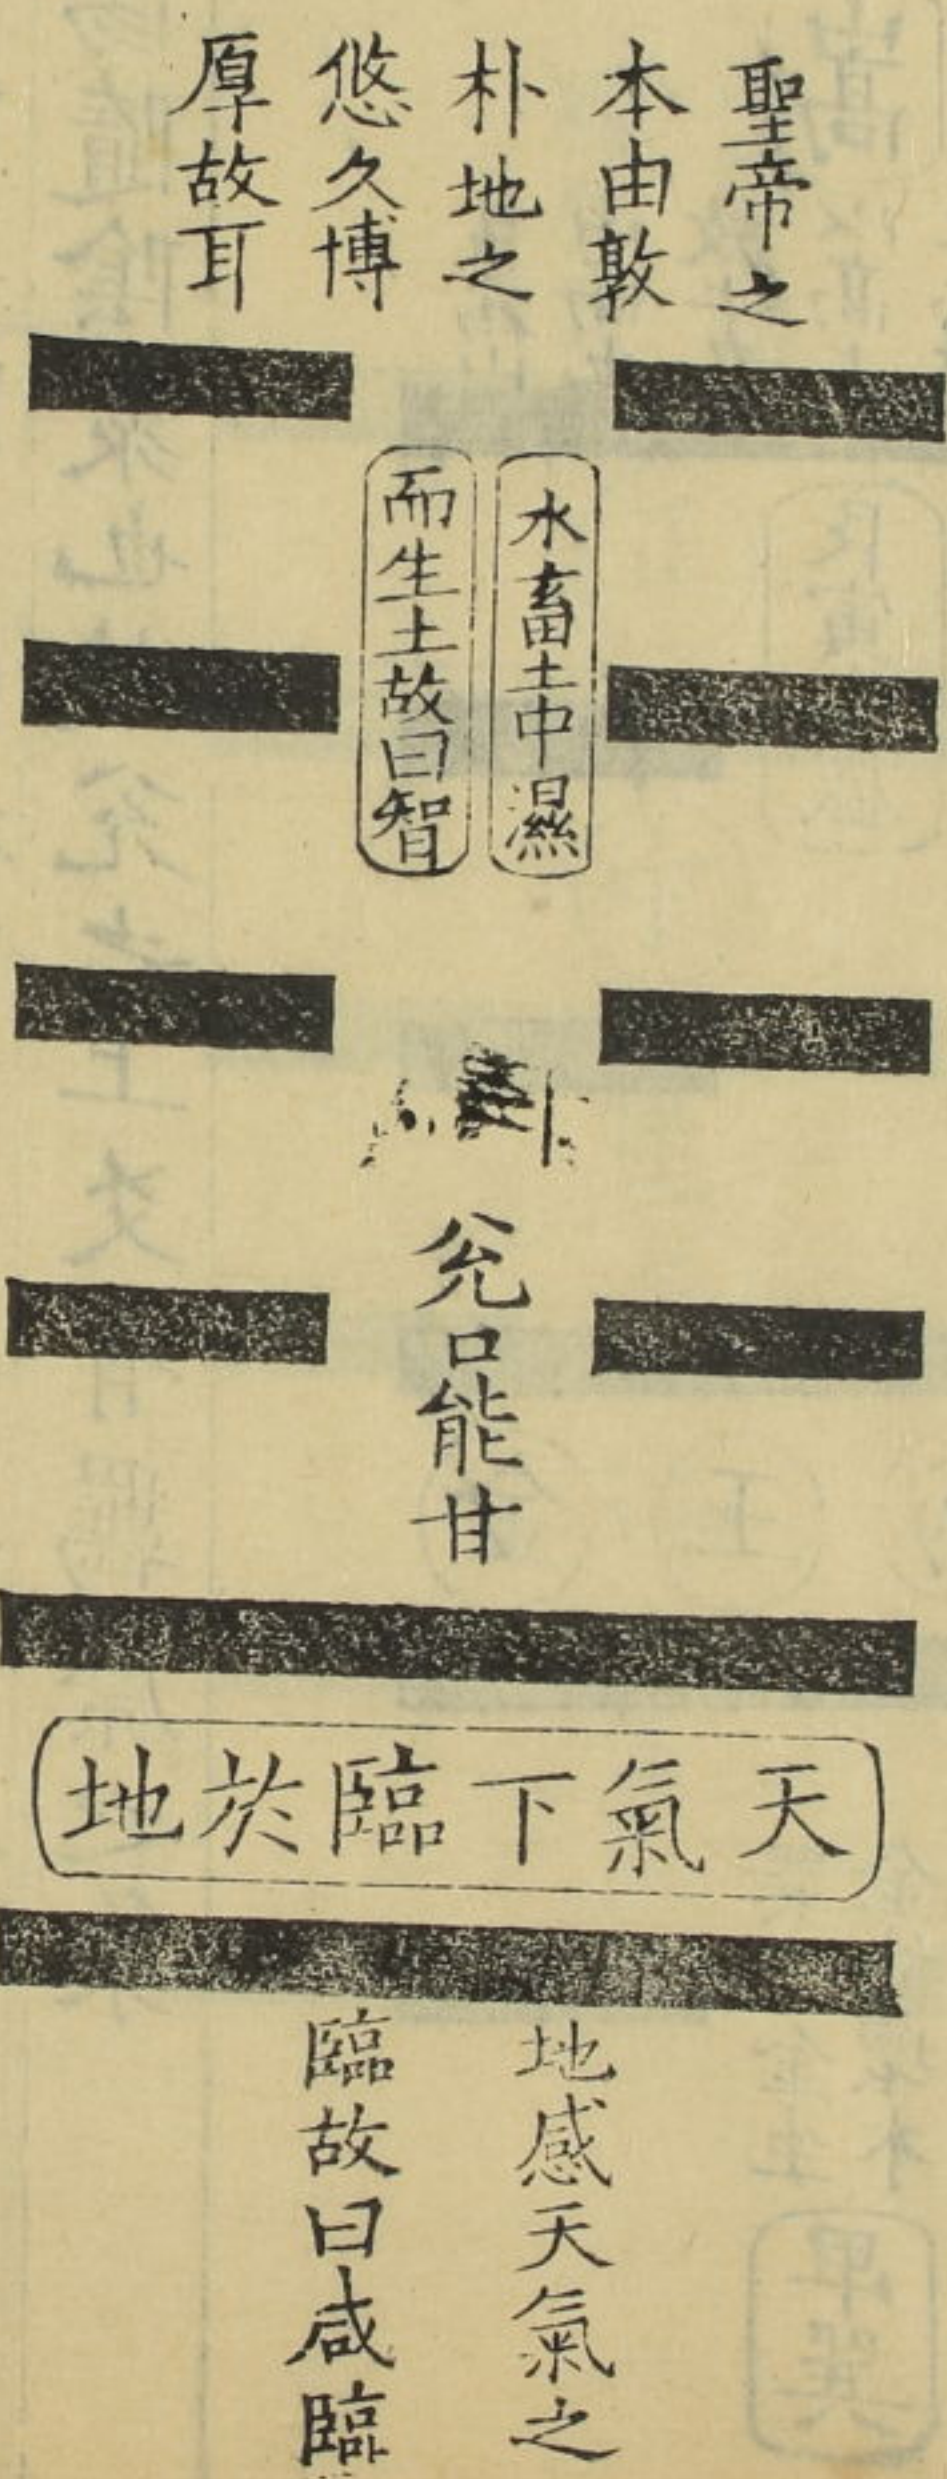 聖帝之
本由敦
朴地之
悠久博
厚故耳
水畜土中濕
而生土故曰智
兊口能甘
天氣下臨於地
地感天氣之
臨故曰咸臨